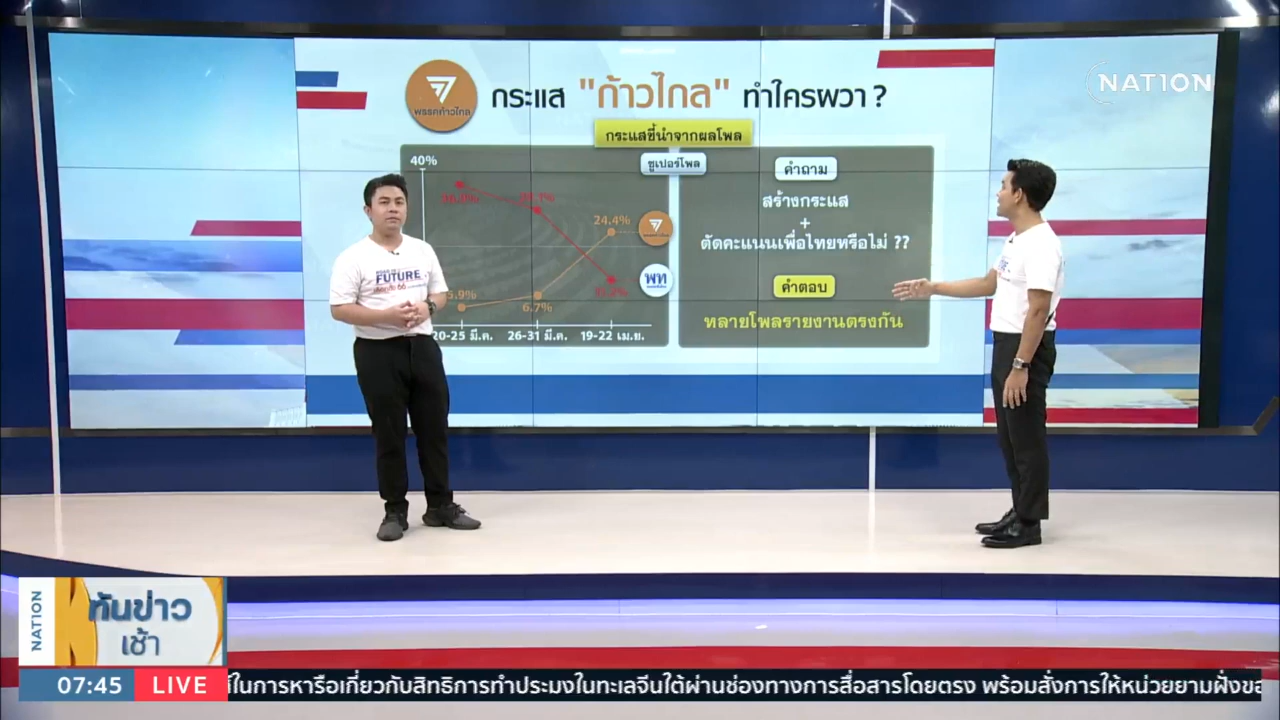 NATION
พรรคก้าวไกล
กระแส "ก้าวไกล" ทำใครผวา ?
กระแสชี้นำจากผลโพล
ซูเปอร์โพล
40%
24.4%
5.9%
6.7%
พท
20-25 มี.ค.
26-31 มี.ค.
19-22 เม.ย.
คำถาม
สร้างกระแส
+
ตัดคะแนนเพื่อไทยหรือไม่ ??
คำตอบ
หลายโพลรายงานตรงกัน
FUTURE
NATION
ทันข่าว
เช้า
07:45
LIVE
ในการหารือเกี่ยวกับสิทธิการทำประมงในทะเลจีนใต้ผ่านช่องทางการสื่อสารโดยตรง พร้อมสั่งการให้หน่วยยามฝั่งขอ